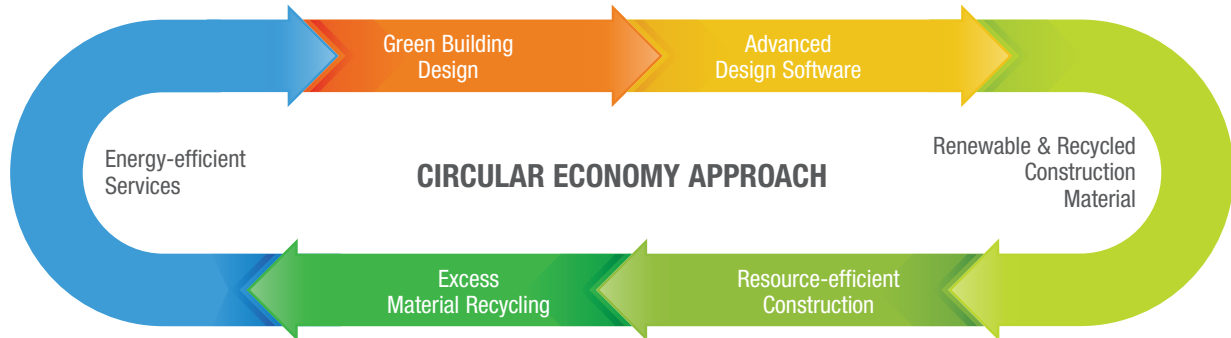 Green Building
Design
Advanced
Design Software
Energy-efficient
Services
CIRCULAR ECONOMY APPROACH
Renewable & Recycled
Construction
Material
Excess
Material Recycling
Resource-efficient
Construction